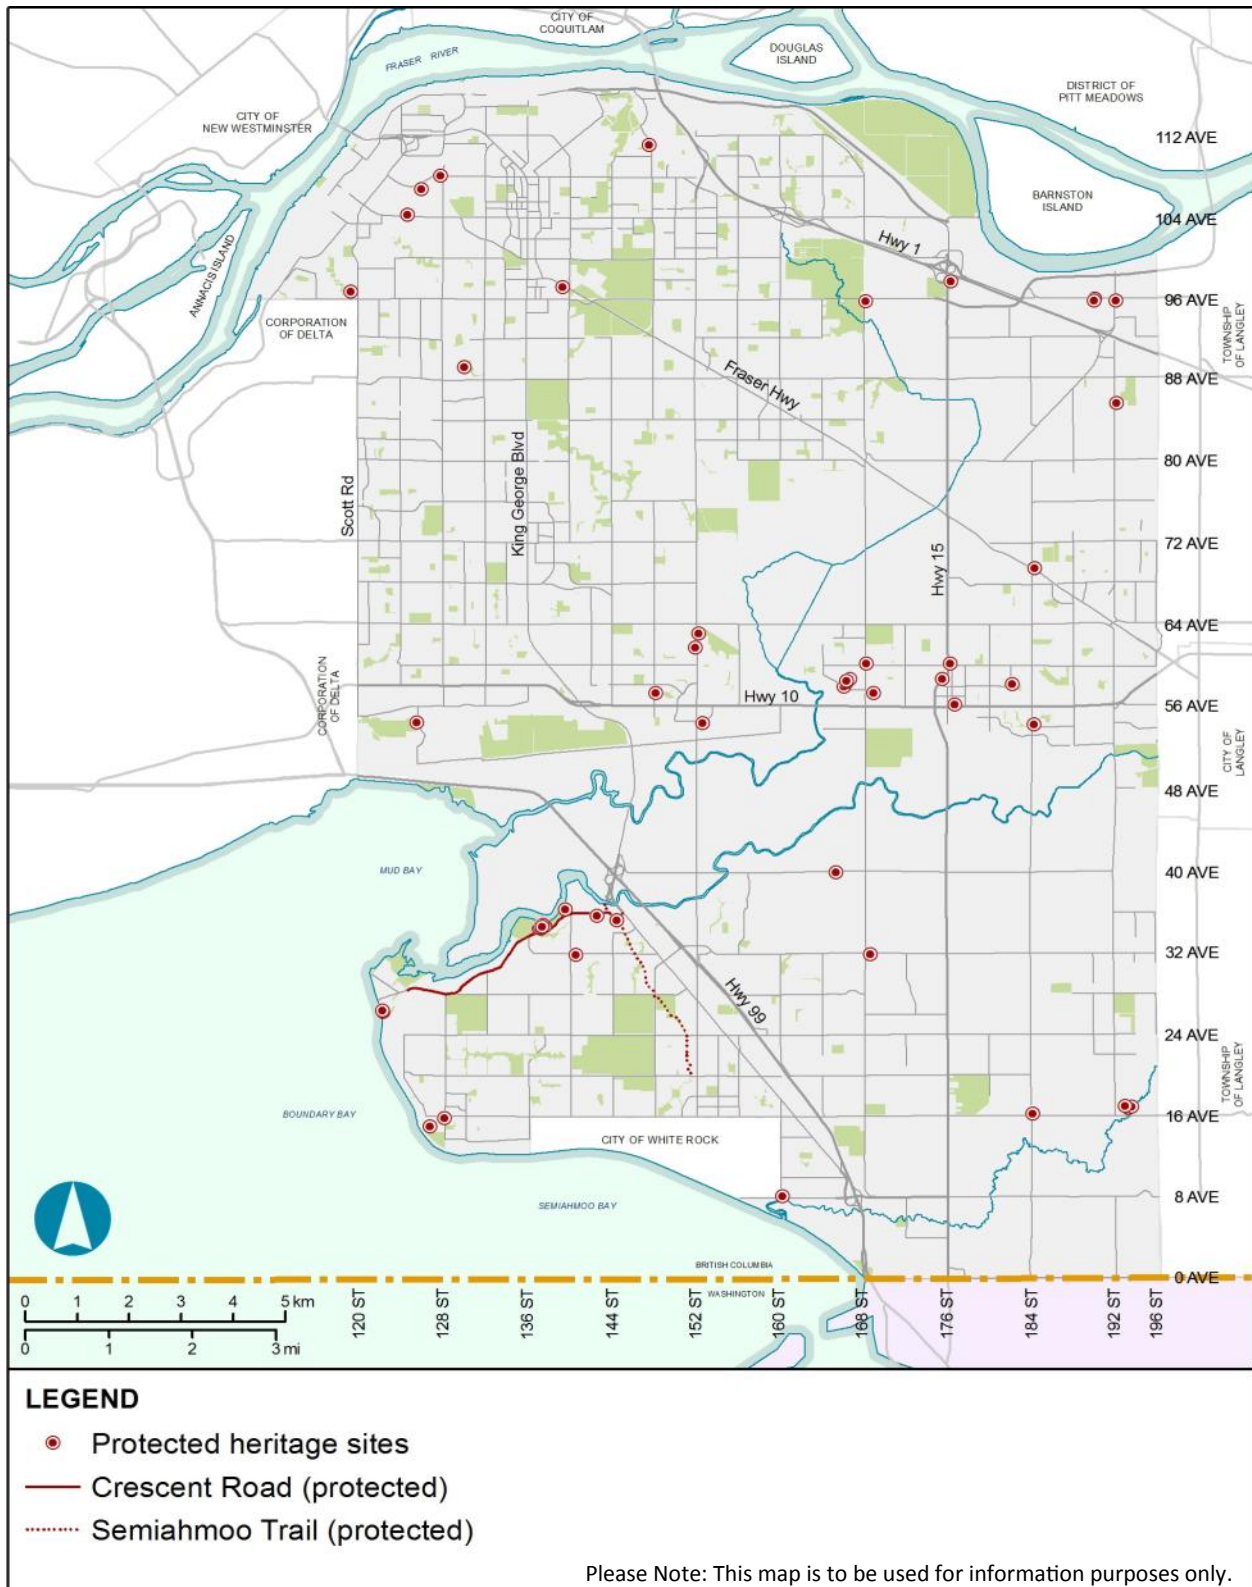 CITY OF
COQUITLAM
DOUGLAS
ISLAND
FRASER RIVER
DISTRICT OF
PITT MEADOWS
CITY OF
NEW WESTMINSTER
112 AVE
BARNSTON
ISLAND
104 AVE
Hwy 1
ANNACIS ISLAND
96 AVE
CORPORATION
OF DELTA
TOWNSHIP
OF LANGLEY
Fraser Hwy
88 AVE
King George Blvd
80 AVE
Scott Rd
72 AVE
Hwy 15
64 AVE
CORPORATION
OF DELTA
Hwy 10
56 AVE
CITY OF
LANGLEY
48 AVE
MUD BAY
40 AVE
32 AVE
Hwy 99
24 AVE
TOWNSHIP
OF LANGLEY
BOUNDARY BAY
16 AVE
CITY OF WHITE ROCK
8 AVE
SEMIAHMOO BAY
BRITISH COLUMBIA
0 AVE
WASHINGTON
0 1 2 3 4 5 km
0 1 2 3 mi
120 ST
128 ST
136 ST
144 ST
152 ST
160 ST
168 ST
176 ST
184 ST
192 ST
196 ST
LEGEND
Protected heritage sites
Crescent Road (protected)
Semiahmoo Trail (protected)
Please Note: This map is to be used for information purposes only.